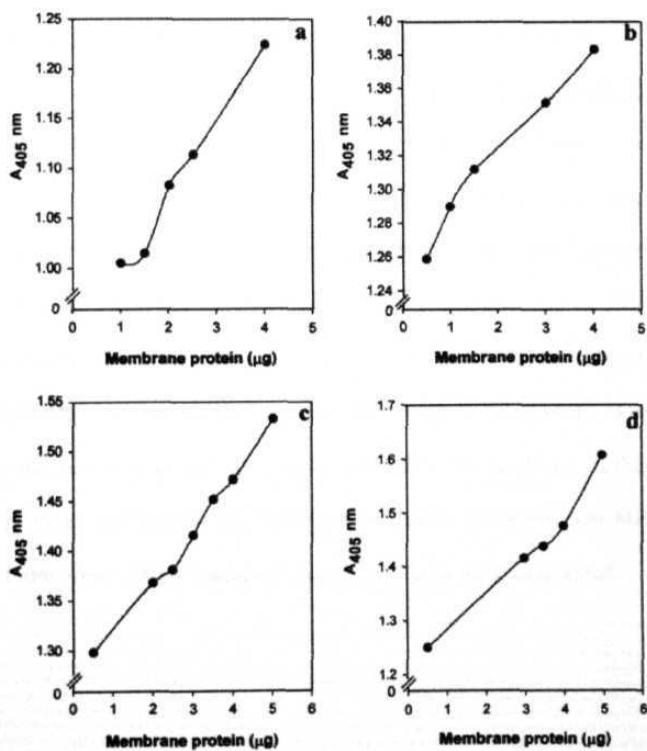 a
1.25
1.20
1.15
1.10
1.05
1.00
0
A405 nm
0 1 2 3 4 5
Membrane protein (μg)
b
1.40
1.38
1.36
1.34
1.32
1.30
1.28
1.26
1.24
0
A405 nm
0 1 2 3 4 5
Membrane protein (μg)
c
1.55
1.50
1.45
1.40
1.35
1.30
0
A405 nm
0 1 2 3 4 5 6
Membrane protein (μg)
d
1.7
1.6
1.5
1.4
1.3
1.2
0
A405 nm
0 1 2 3 4 5 6
Membrane protein (μg)